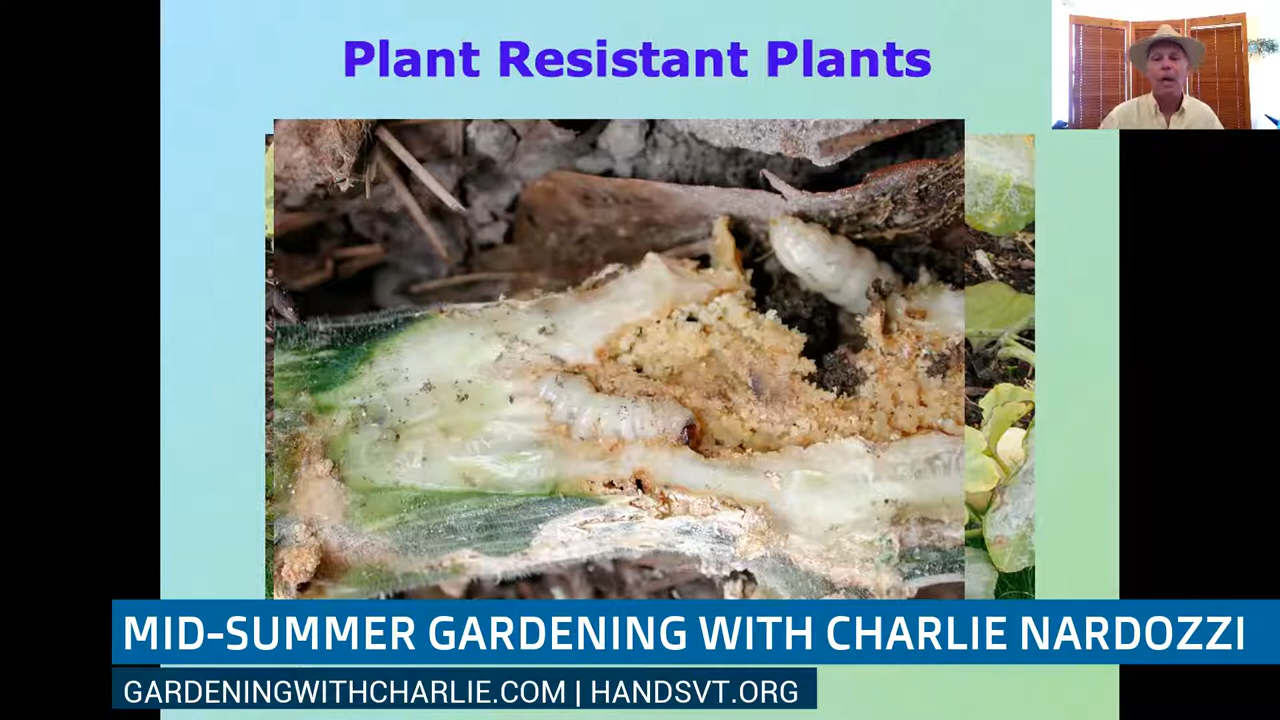 Plant Resistant Plants
MID-SUMMER GARDENING WITH CHARLIE NARDOZZI
GARDENINGWITHCHARLIE.COM | HANDSVT.ORG